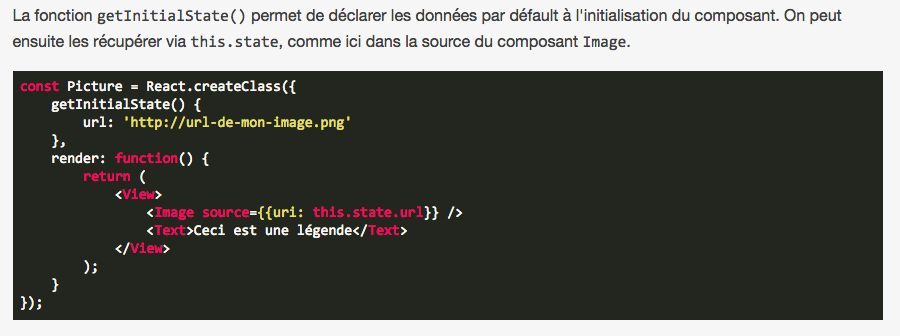 La fonction getInitialState() permet de déclarer les données par défault à l'initialisation du composant. On peut
ensuite les récupérer via this.state, comme ici dans la source du composant Image.
const Picture = React.createClass({
    getInitialState() {
        url: 'http://url-de-mon-image.png'
    },
    render: function() {
        return (
            <View>
                <Image source={{uri: this.state.url}} />
                <Text>Ceci est une légende</Text>
            </View>
        );
    }
});